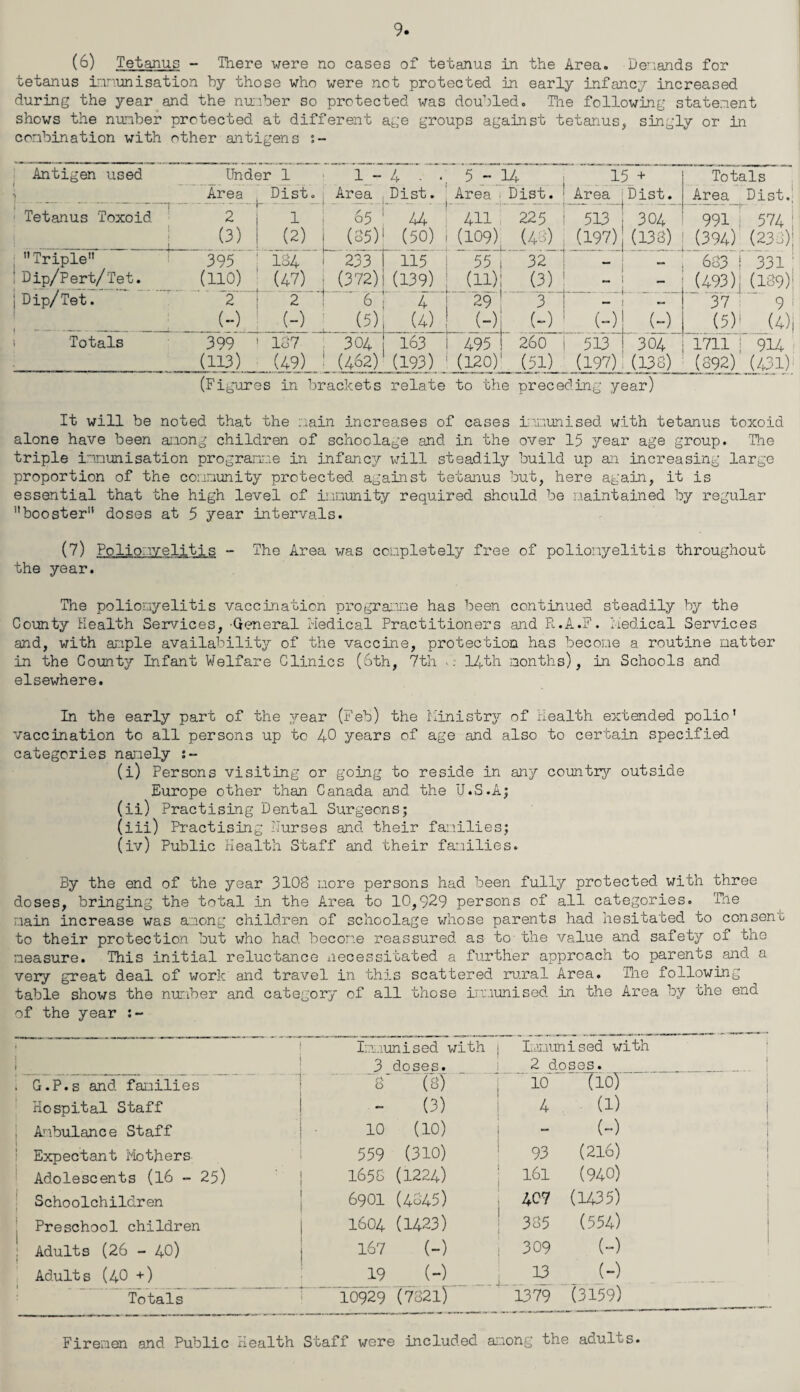 9.
(6) Tetanus - There were no cases of tetanus in the Area. Demands for
tetanus immunisation by those who were not protected in early infancy increased
during the year and the number so protected was doubled. The following statement
shows the number protected at different age groups against tetanus, singly or in
combination with other antigens :-
Antigen used Under 1 1 - 4 5 - 14 15 + Totals
Area Dist. Area Dist. Area Dist. Area Dist. Area Dist.
Tetanus Toxoid 2 1 65 44 411 225 513 304 991 574
(3) (2) (85) (50) (109) (48) (197) (138) (394) (238)
"Triple" 395 184 233 115 55 32 - - 683 331
Dip/Pert/Tet. (110) (47) (372) (139) (11) (3) - - (493) (189)
Dip/Tet. 2 2 6 4 29 3 - - 37 9
(-) (-) (5) (4) (-) (-) (-) (-) (5) (4)
Totals 399 187 304 163 495 260 513 304 1711 914
(113) (49) (462) (193) (120) (51) (197) (138) (892) (431)
(Figures in brackets relate to the preceding year)
It will be noted that the main increases of cases immunised with tetanus toxoid
alone have been among children of schoolage and in the over 15 year age group. The
triple immunisation programme in infancy will steadily build up an increasing large
proportion of the community protected against tetanus but, here again, it is
essential that the high level of immunity required should be maintained by regular
"booster" doses at 5 year intervals.
(7) Poliomyelitis - The Area was completely free of poliomyelitis throughout
the year.
The poliomyelitis vaccination programme has been continued steadily by the
County Health Services, General Medical Practitioners and R.A.F. Medical Services
and, with ample availability of the vaccine, protection has become a routine matter
in the County Infant Welfare Clinics (6th, 7th 14th months), in Schools and
elsewhere.
In the early part of the year (Feb) the Ministry of Health extended polio'
vaccination to all persons up to 40 years of age and also to certain specified
categories namely :-
(i) Persons visiting or going to reside in any country outside
Europe other than Canada and the U.S.A;
(ii) Practising Dental Surgeons;
(iii) Practising Nurses and their families;
(iv) Public Health Staff and their families.
By the end of the year 3108 more persons had been fully protected with three
doses, bringing the total in the Area to 10,929 persons of all categories. The
main increase was among children of schoolage whose parents had hesitated to consent
to their protection but who had become reassured as to the value and safety of the
measure. This initial reluctance necessitated a further approach to parents and a
very great deal of work and travel in this scattered rural Area. The following
table shows the number and category of all those immunised in the Area by the end
of the year :-
Immunised with Immunised with
3 doses. 2 doses.
G.P.s and families 8 (8) 10 (10)
Hospital Staff - (3) 4 (1)
Ambulance Staff 10 (10) - (-)
Expectant Mothers 559 (310) 93 (216)
Adolescents (16 - 25) 1658 (1224) 161 (940)
Schoolchildren 6901 (4845) 407 (1435)
Preschool children 1604 (1423) 385 (554)
Adults (26 - 40) 167 (-) 309 (-)
Adults (40 +) 19 (-) 13 (-)
Totals 10929 (7821) 1379 (3159)
Firemen and Public Health Staff were included among the adults.